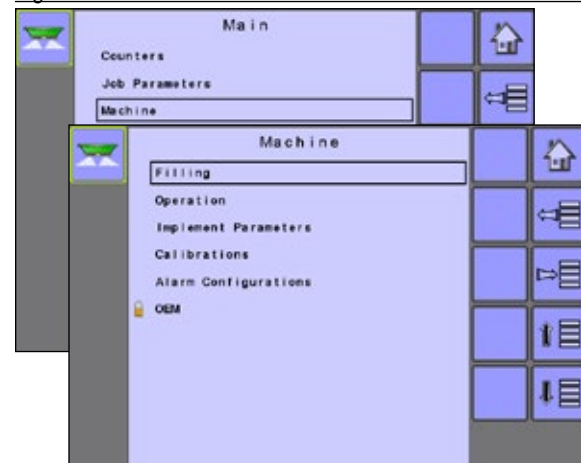 Main
Counters
Job Parameters
Machine
Machine
Filling
Operation
Implement Parameters
Calibrations
Alarm Configurations
OEM